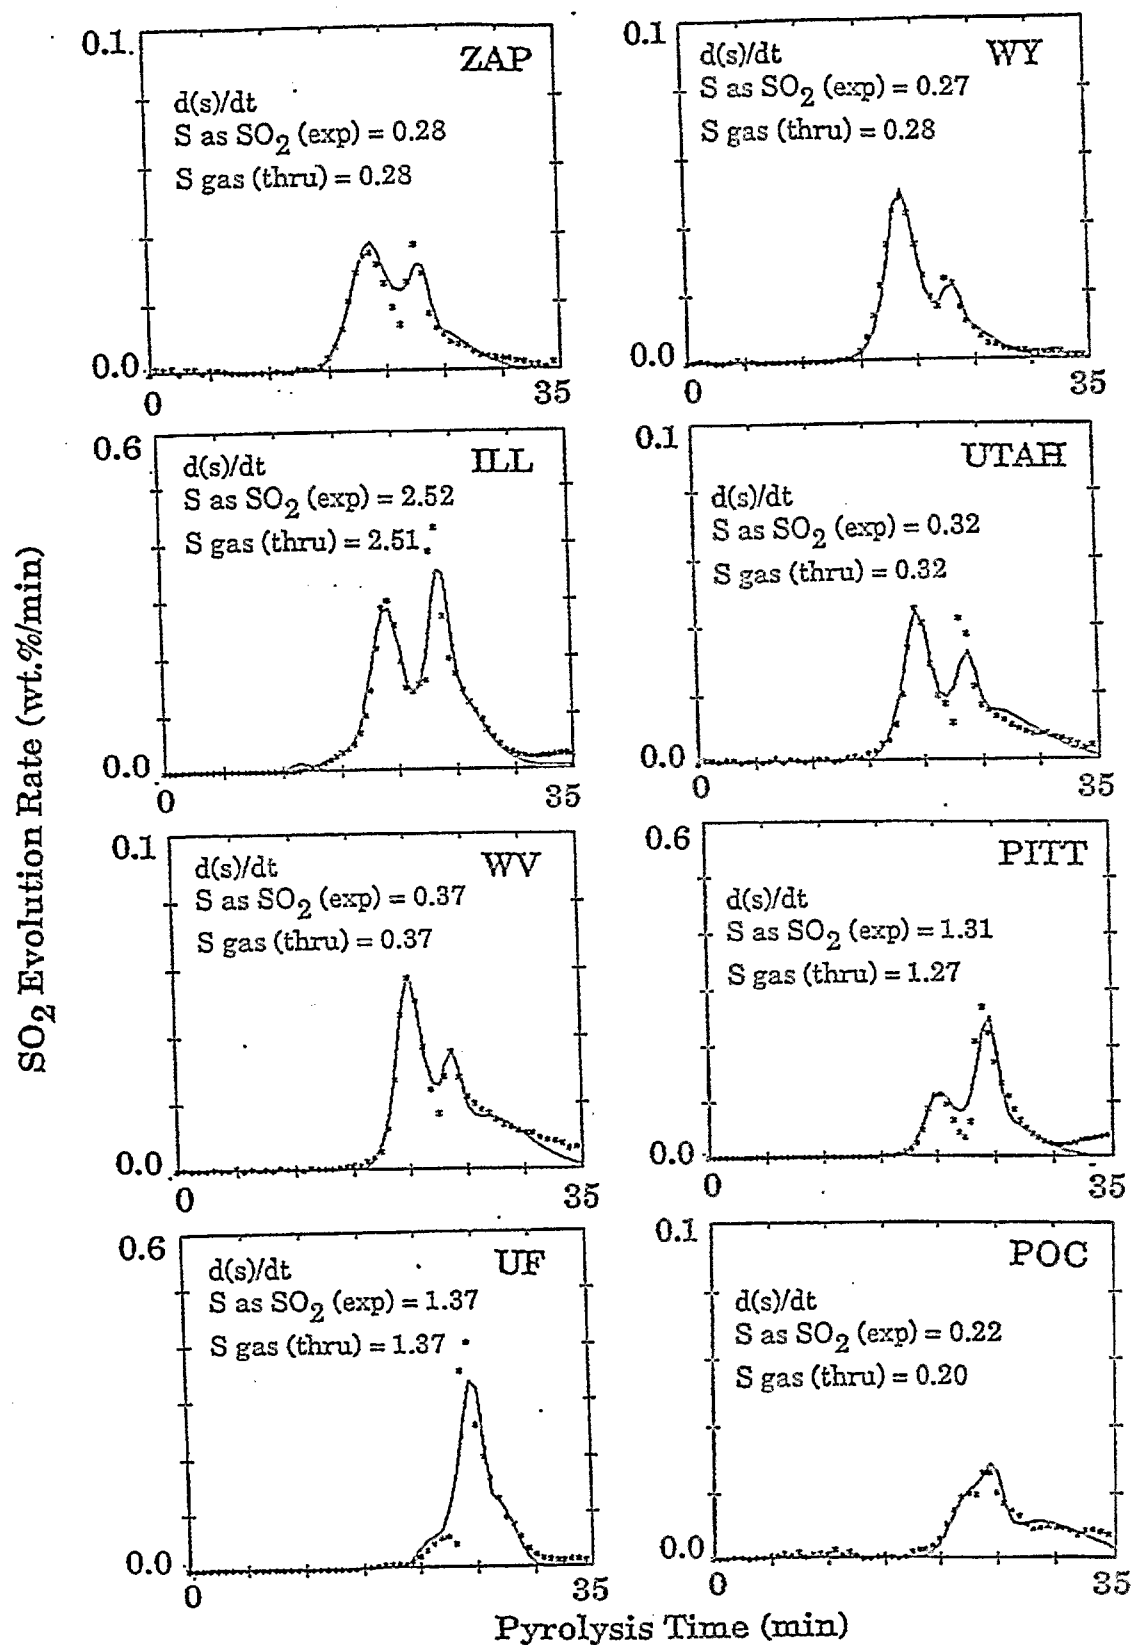 SO2 Evolution Rate (wt.%/min)
0.1
ZAP
d(s)/dt
S as SO2 (exp) = 0.28
S gas (thru) = 0.28
0.0
0
35
0.1
WY
d(s)/dt
S as SO2 (exp) = 0.27
S gas (thru) = 0.28
0.0
0
35
0.6
ILL
d(s)/dt
S as SO2 (exp) = 2.52
S gas (thru) = 2.51
0.0
0
35
0.1
UTAH
d(s)/dt
S as SO2 (exp) = 0.32
S gas (thru) = 0.32
0.0
0
35
0.1
WV
d(s)/dt
S as SO2 (exp) = 0.37
S gas (thru) = 0.37
0.0
0
35
0.6
PITT
d(s)/dt
S as SO2 (exp) = 1.31
S gas (thru) = 1.27
0.0
0
35
0.6
UF
d(s)/dt
S as SO2 (exp) = 1.37
S gas (thru) = 1.37
0.0
0
35
0.1
POC
d(s)/dt
S as SO2 (exp) = 0.22
S gas (thru) = 0.20
0.0
0
35
Pyrolysis Time (min)